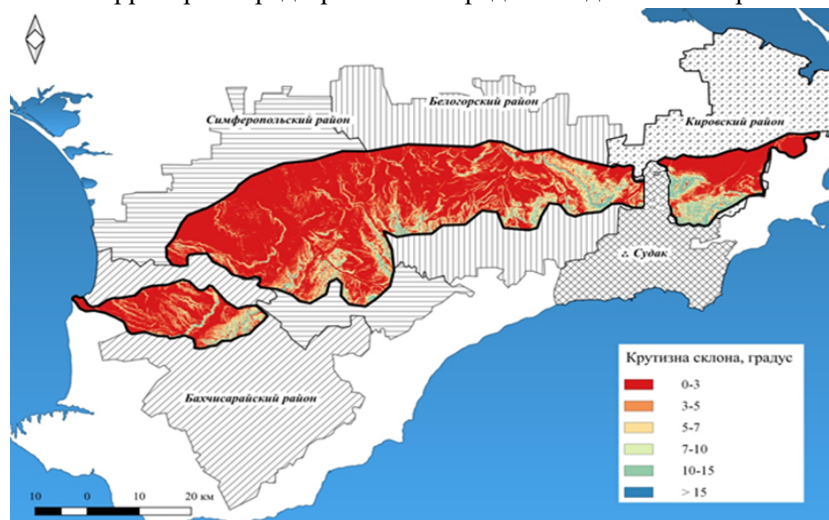 Белогорский район
Симферопольский район
Кировский район
г. Судак
Бахчисарайский район
Крутизна склона, градус
0-3
3-5
5-7
7-10
10-15
> 15
10 0 10 20 км